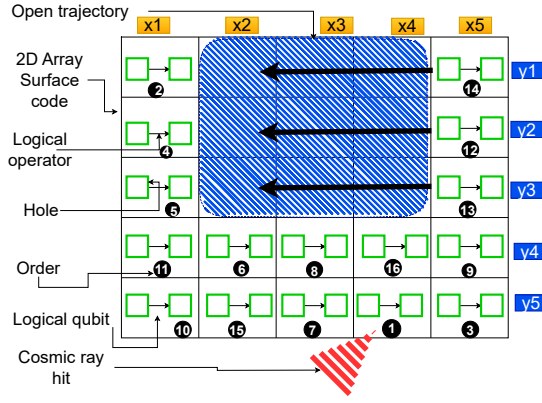 Open trajectory
x1 x2 x3 x4 x5
2D Array
Surface
code
y1
2 14
Logical
operator
y2
4 12
Hole
y3
5 13
Order
y4
11 6 8 16 9
Logical qubit
y5
10 15 7 1 3
Cosmic ray
hit